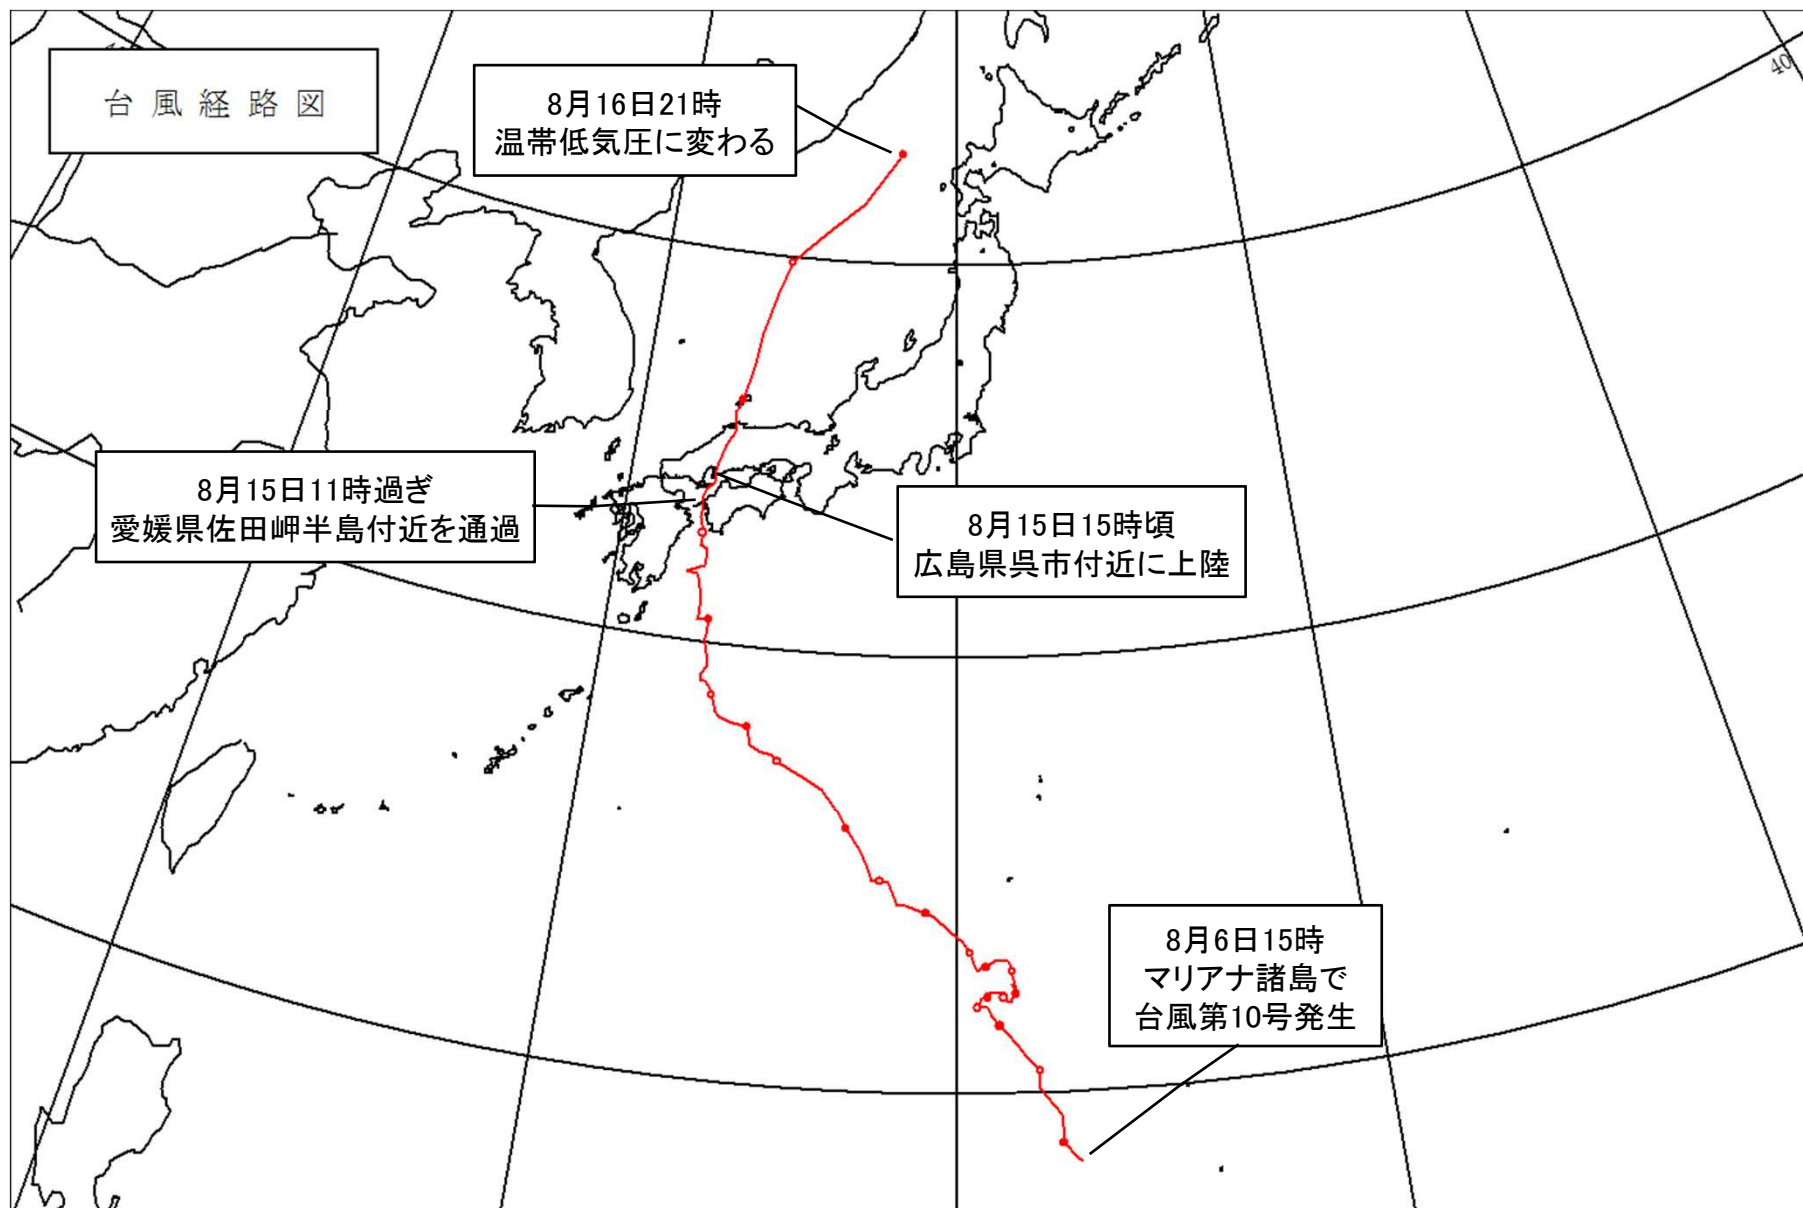 台風経路図
8月16日21時
温帯低気圧に変わる
40
8月15日11時過ぎ
愛媛県佐田岬半島付近を通過
8月15日15時頃
広島県呉市付近に上陸
8月6日15時
マリアナ諸島で
台風第10号発生